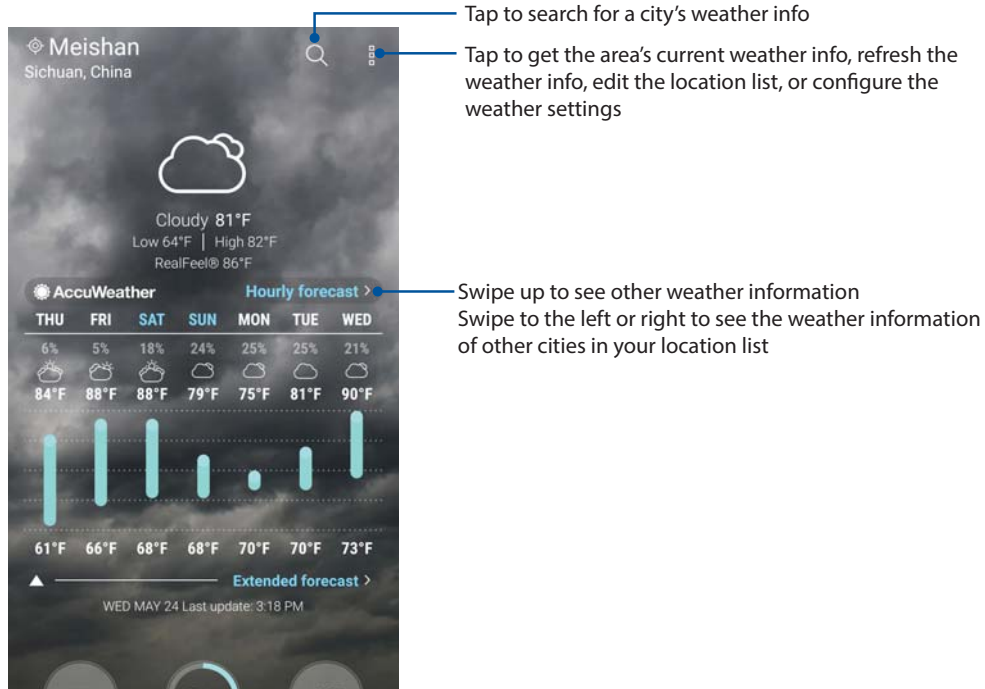 Tap to search for a city's weather info
Tap to get the area's current weather info, refresh the
weather info, edit the location list, or configure the
weather settings
Meishan
Sichuan, China
Cloudy 81°F
Low 64°F | High 82°F
RealFeel® 86°F
AccuWeather Hourly forecast >
Swipe up to see other weather information
Swipe to the left or right to see the weather information
of other cities in your location list
THU FRI SAT SUN MON TUE WED
6% 5% 18% 24% 25% 25% 21%
84°F 88°F 88°F 79°F 75°F 81°F 90°F
61°F 66°F 68°F 68°F 70°F 70°F 73°F
Extended forecast >
WED MAY 24 Last update: 3:18 PM